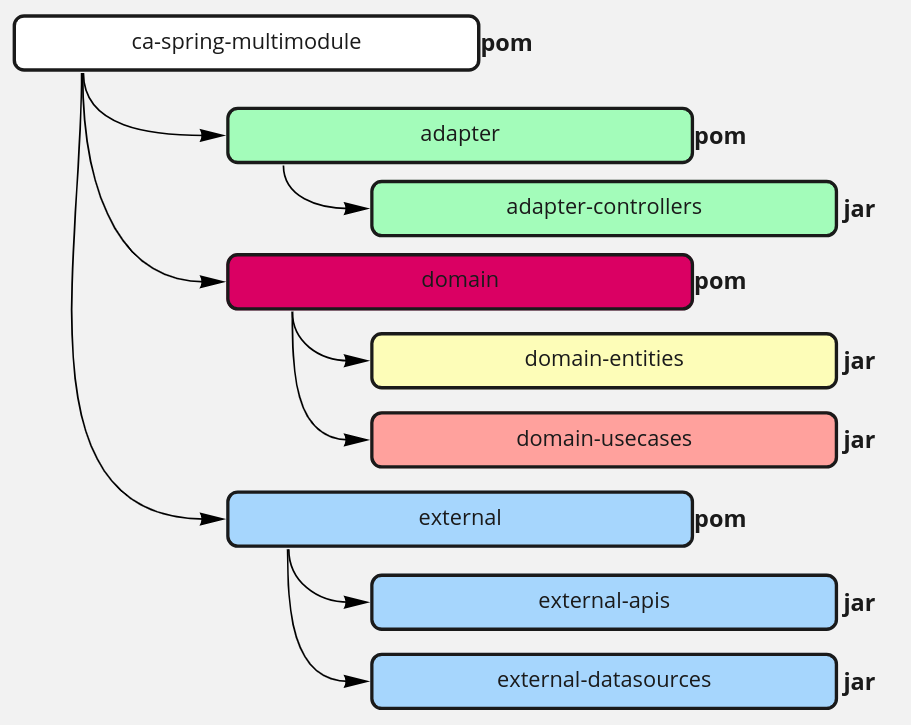 ca-spring-multimodule pom
adapter pom
adapter-controllers jar
domain pom
domain-entities jar
domain-usecases jar
external pom
external-apis jar
external-datasources jar